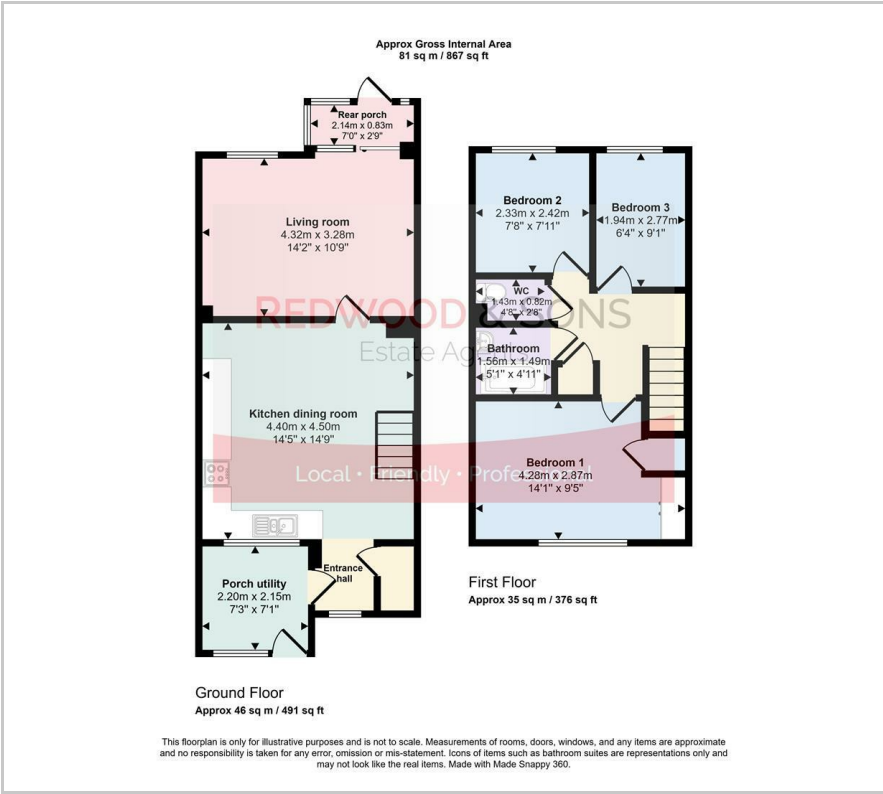 Approx Gross Internal Area
81 sq m / 867 sq ft
Rear porch
2.14m x 0.83m
7'0" x 2'9"
Living room
4.32m x 3.28m
14'2" x 10'9"
Bedroom 2
2.33m x 2.42m
7'8" x 7'11"
Bedroom 3
1.94m x 2.77m
6'4" x 9'1"
WC
1.43m x 0.82m
4'8" x 2'8"
REDWOOD & SONS
Estate Agents
Bathroom
1.56m x 1.49m
5'1" x 4'11"
Kitchen dining room
4.40m x 4.50m
14'5" x 14'9"
Local · Friendly · Professional
Bedroom 1
4.28m x 2.87m
14'1" x 9'5"
Entrance
hall
Porch utility
2.20m x 2.15m
7'3" x 7'1"
First Floor
Approx 35 sq m / 376 sq ft
Ground Floor
Approx 46 sq m / 491 sq ft
This floorplan is only for illustrative purposes and is not to scale. Measurements of rooms, doors, windows, and any items are approximate
and no responsibility is taken for any error, omission or mis-statement. Icons of items such as bathroom suites are representations only and
may not look like the real items. Made with Made Snappy 360.